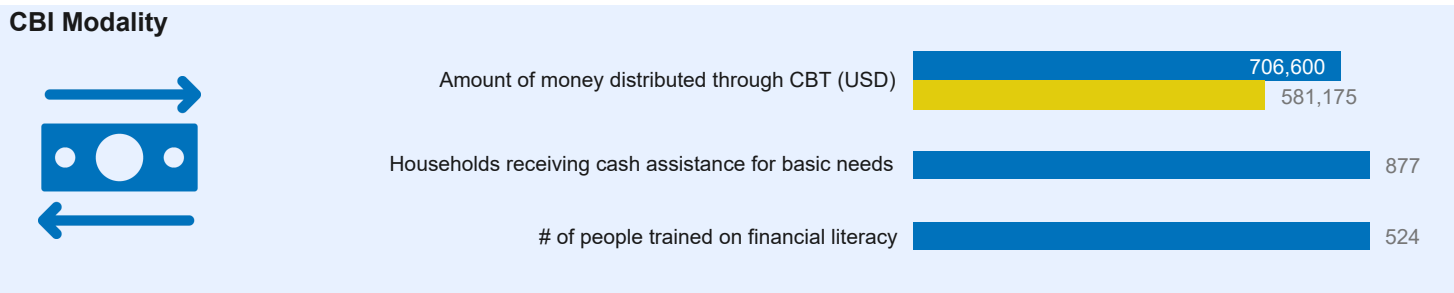 CBI Modality
Amount of money distributed through CBT (USD)
706,600
581,175
Households receiving cash assistance for basic needs
877
# of people trained on financial literacy
524